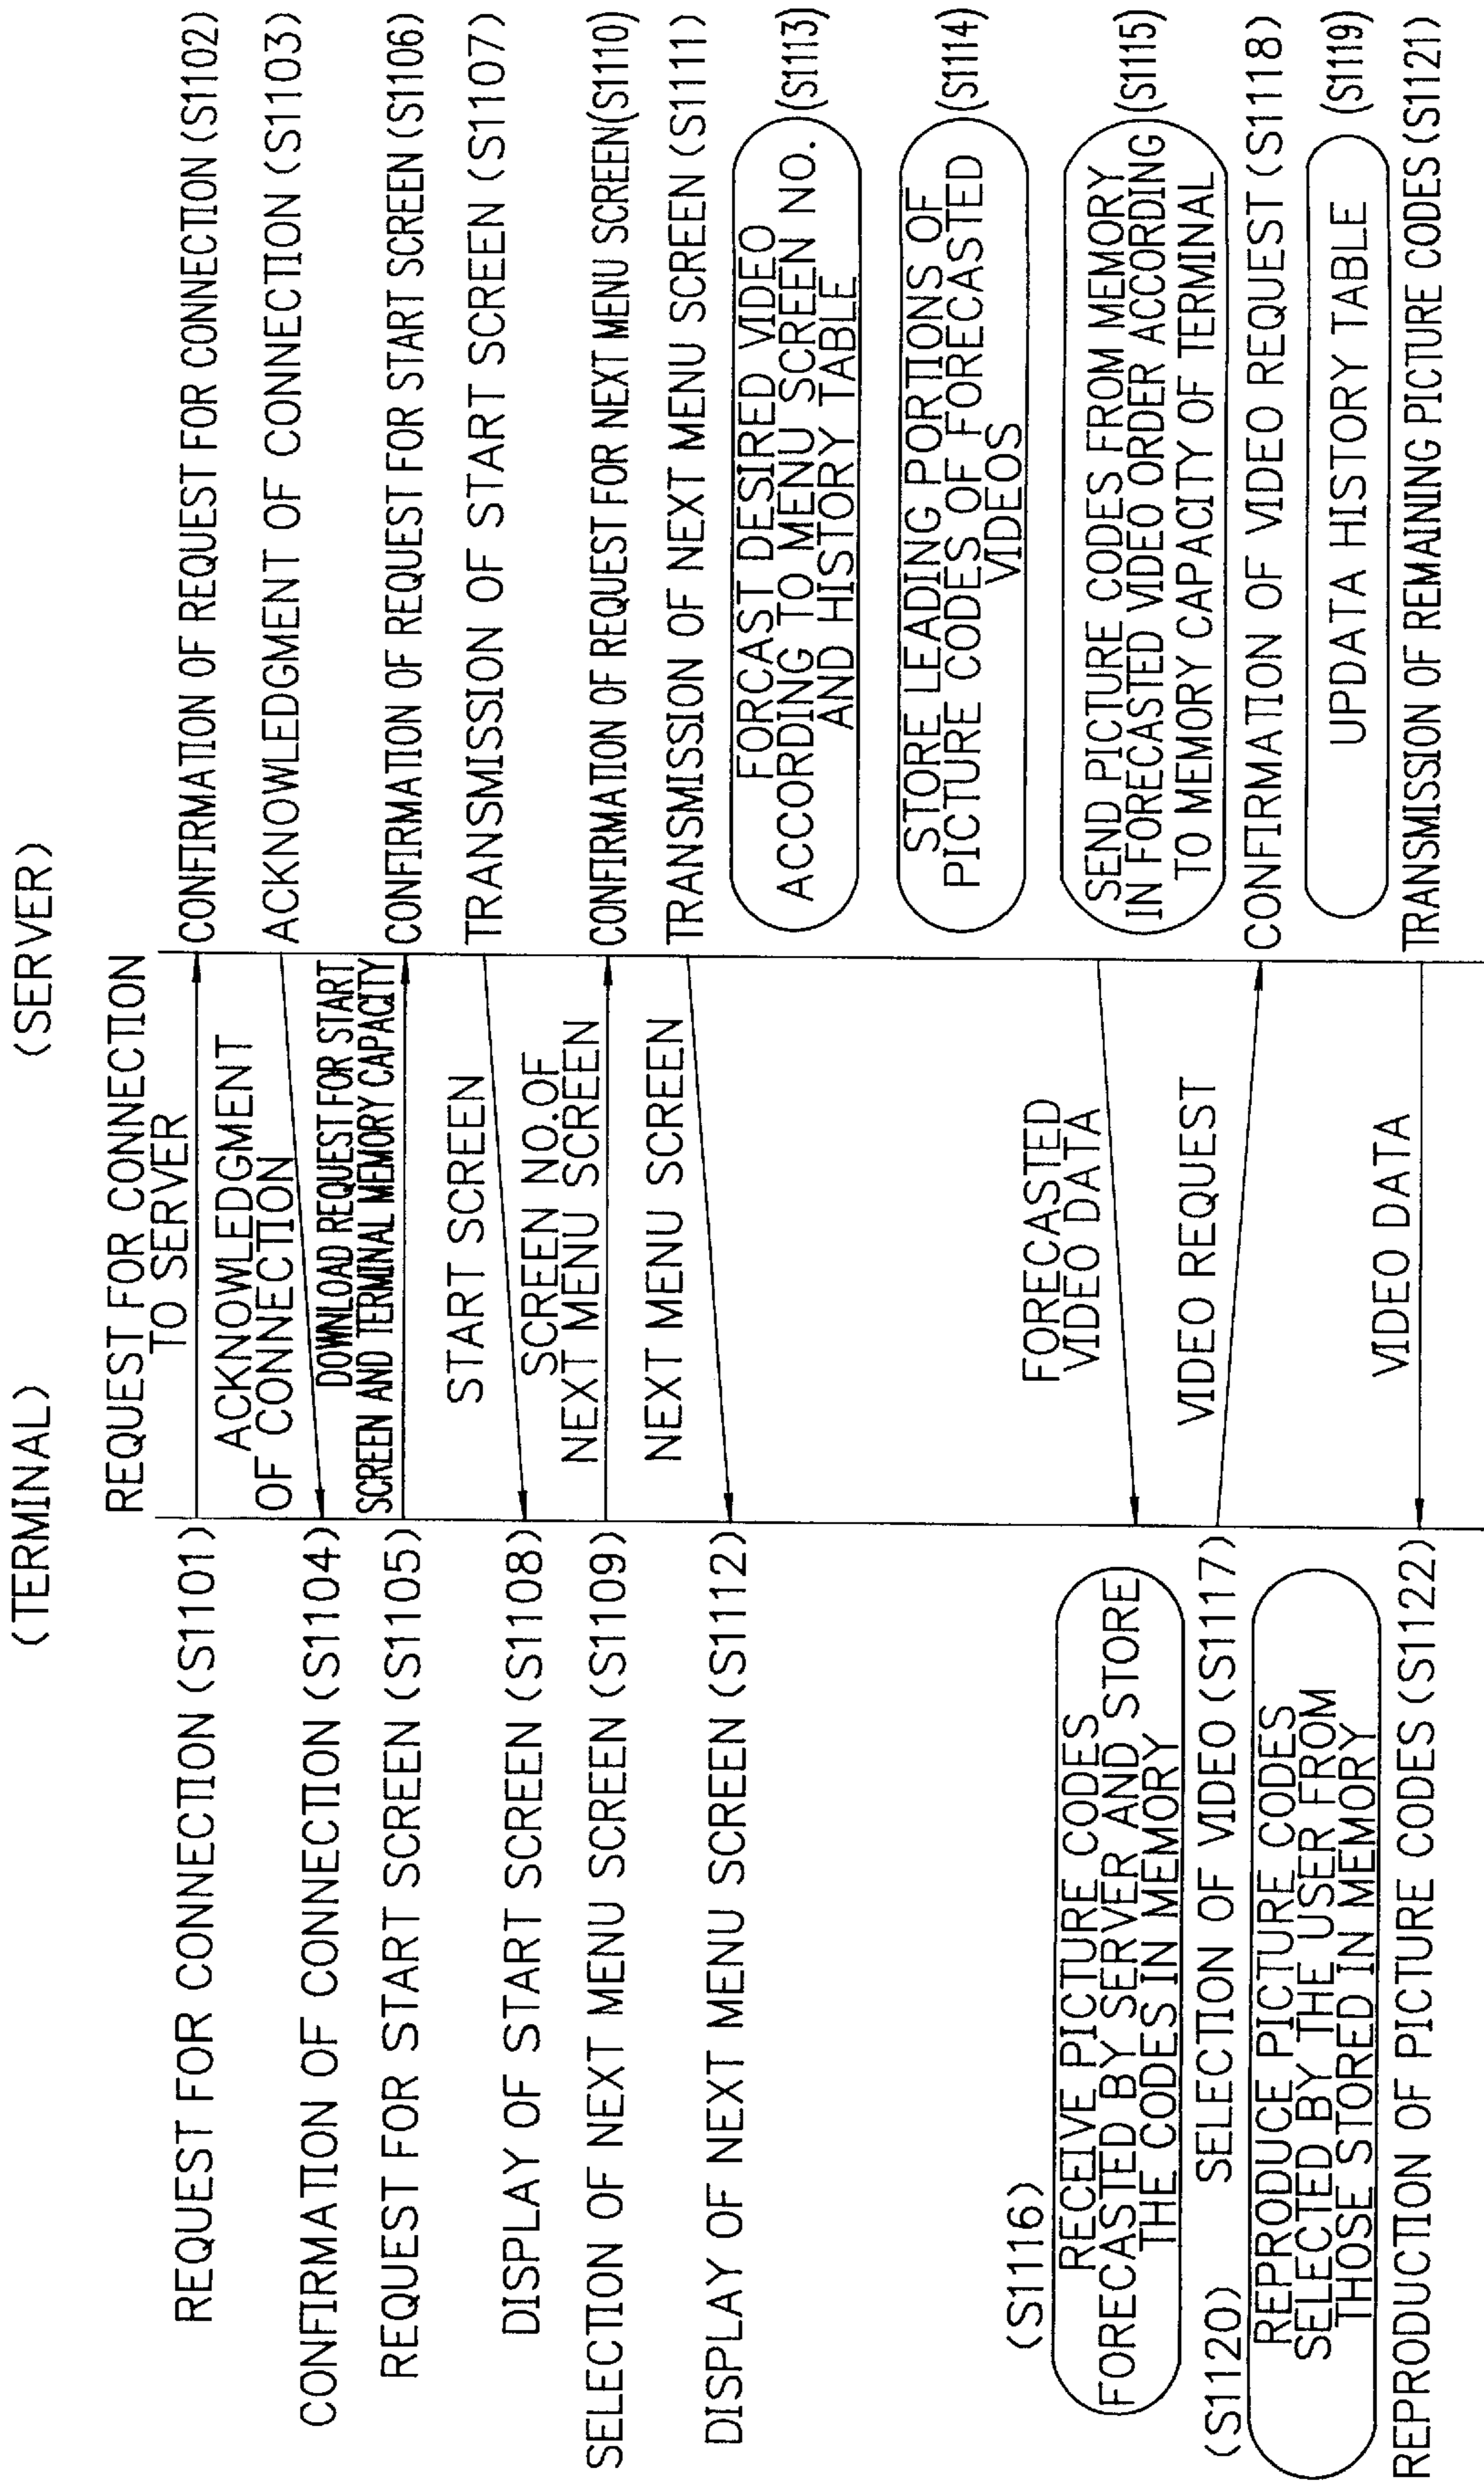 (TERMINAL)
(SERVER)
REQUEST FOR CONNECTION
TO SERVER
REQUEST FOR CONNECTION (S1101)
CONFIRMATION OF REQUEST FOR CONNECTION (S1102)
ACKNOWLEDGMENT
OF CONNECTION
ACKNOWLEDGMENT OF CONNECTION (S1103)
CONFIRMATION OF CONNECTION (S1104)
DOWNLOAD REQUEST FOR START
SCREEN AND TERMINAL MEMORY CAPACITY
REQUEST FOR START SCREEN (S1105)
CONFIRMATION OF REQUEST FOR START SCREEN (S1106)
START SCREEN
TRANSMISSION OF START SCREEN (S1107)
DISPLAY OF START SCREEN (S1108)
SCREEN NO.OF
NEXT MENU SCREEN
SELECTION OF NEXT MENU SCREEN (S1109)
CONFIRMATION OF REQUEST FOR NEXT MENU SCREEN(S1110)
NEXT MENU SCREEN
TRANSMISSION OF NEXT MENU SCREEN (S1111)
DISPLAY OF NEXT MENU SCREEN (S1112)
FORCAST DESIRED VIDEO
ACCORDING TO MENU SCREEN NO.
AND HISTORY TABLE
(S1113)
STORE LEADING PORTIONS OF
PICTURE CODES OF FORECASTED
VIDEOS
(S1114)
SEND PICTURE CODES FROM MEMORY
IN FORECASTED VIDEO ORDER ACCORDING
TO MEMORY CAPACITY OF TERMINAL
(S1115)
FORECASTED
VIDEO DATA
(S1116)
RECEIVE PICTURE CODES
FORECASTED BY SERVER AND STORE
THE CODES IN MEMORY
VIDEO REQUEST
SELECTION OF VIDEO (S1117)
CONFIRMATION OF VIDEO REQUEST (S1118)
UPDATA HISTORY TABLE
(S1119)
(S1120)
REPRODUCE PICTURE CODES
SELECTED BY THE USER FROM
THOSE STORED IN MEMORY
VIDEO DATA
TRANSMISSION OF REMAINING PICTURE CODES (S1121)
REPRODUCTION OF PICTURE CODES (S1122)